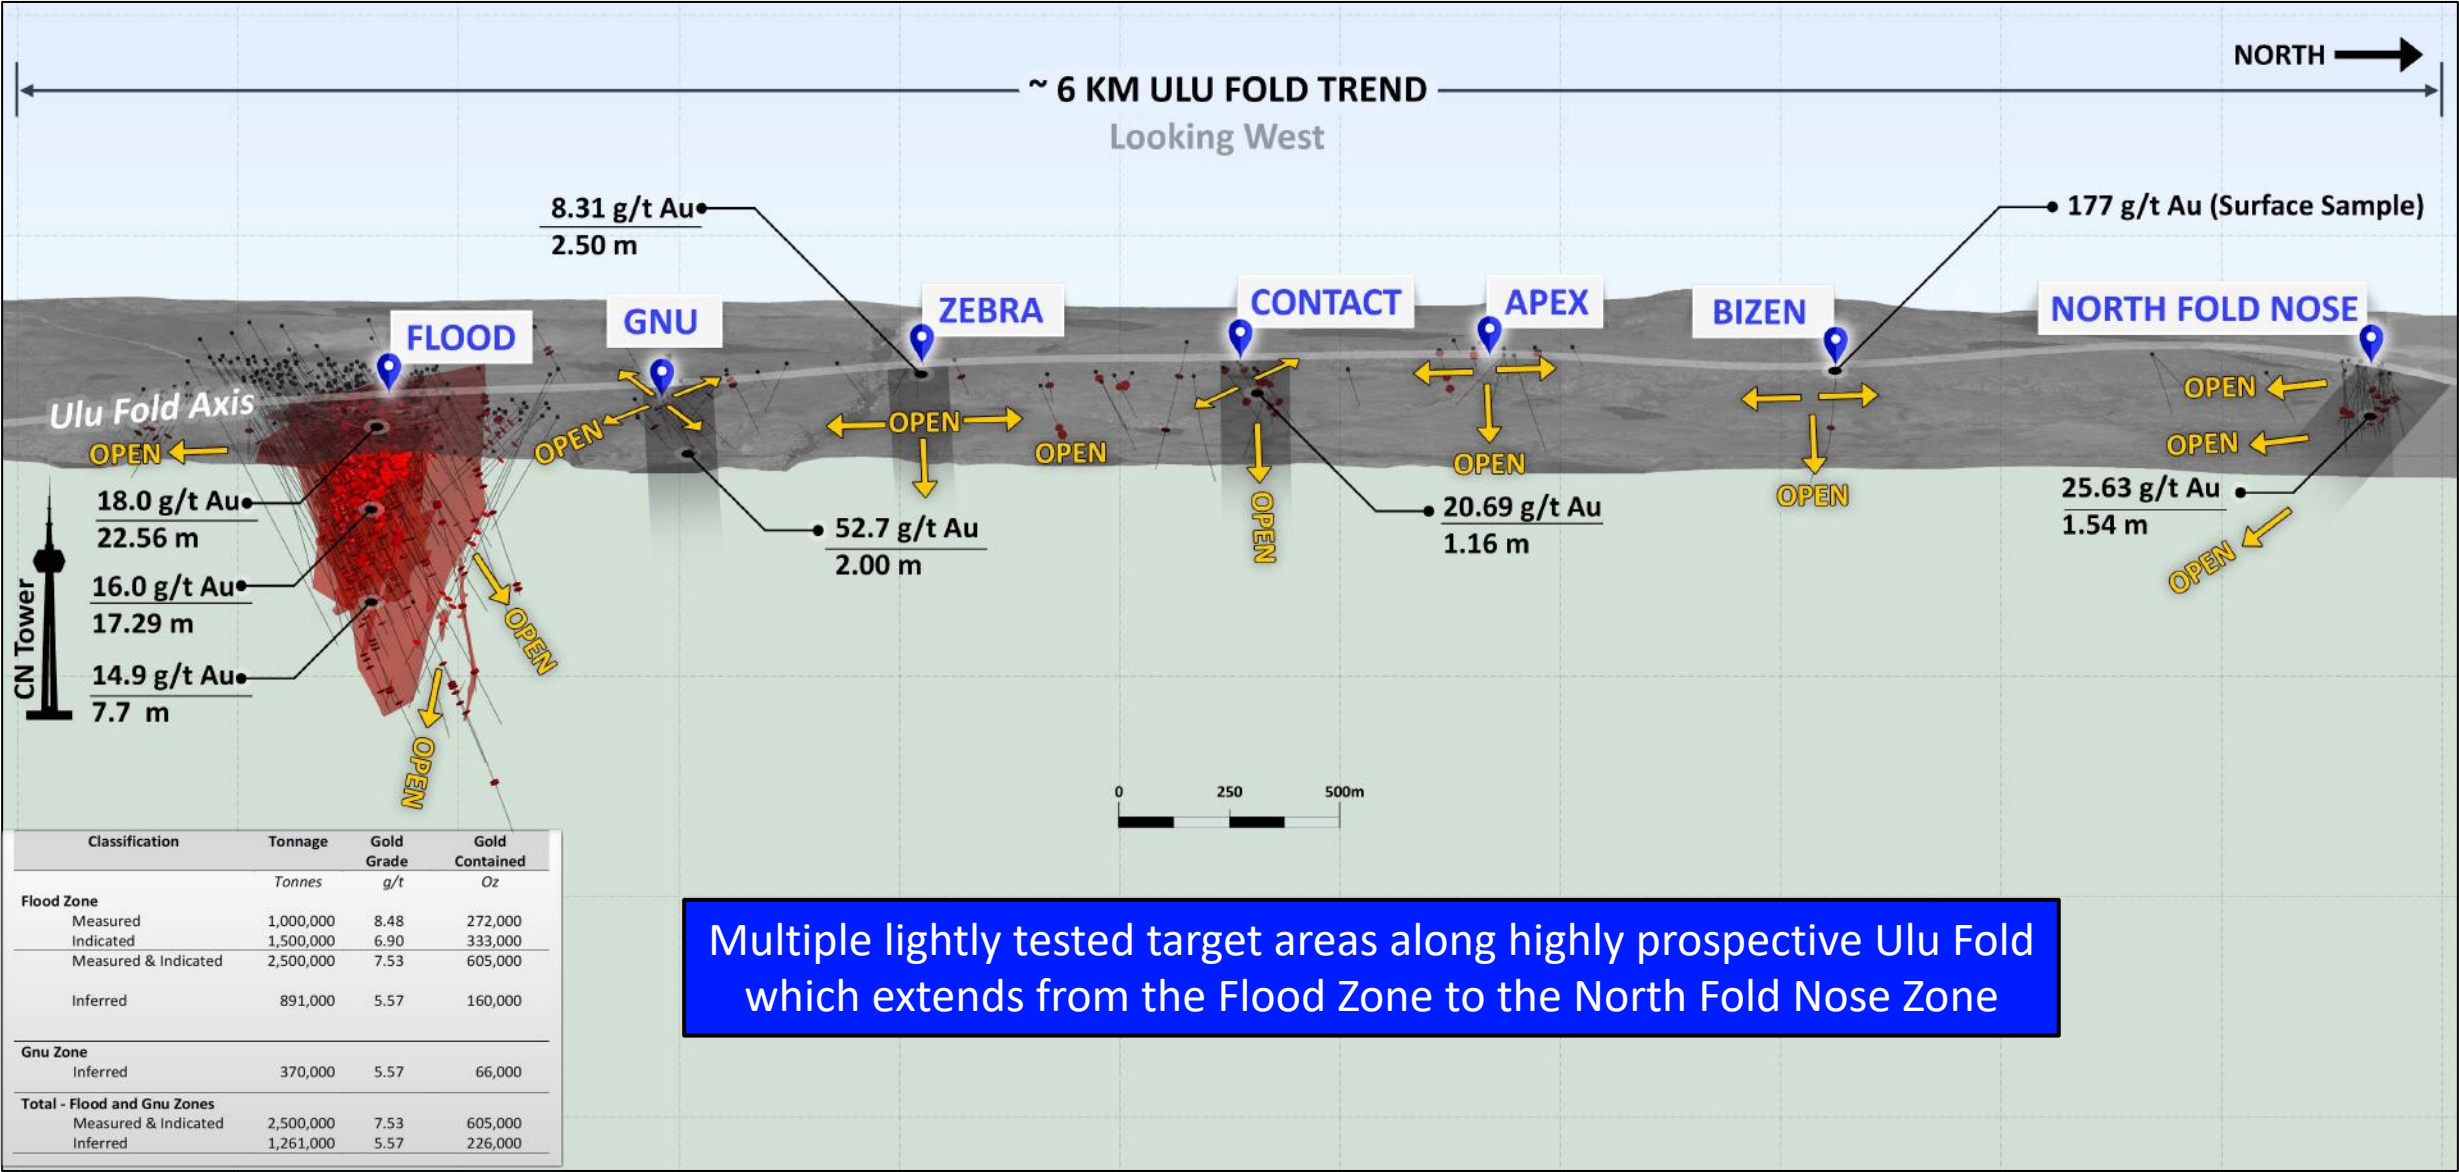 NORTH
~ 6 KM ULU FOLD TREND
Looking West
8.31 g/t Au
2.50 m
177 g/t Au (Surface Sample)
FLOOD
GNU
ZEBRA
CONTACT
APEX
BIZEN
NORTH FOLD NOSE
Ulu Fold Axis
OPEN
OPEN
OPEN
OPEN
OPEN
OPEN
OPEN
OPEN
OPEN
OPEN
OPEN
OPEN
18.0 g/t Au
22.56 m
16.0 g/t Au
17.29 m
14.9 g/t Au
7.7 m
CN Tower
52.7 g/t Au
2.00 m
20.69 g/t Au
1.16 m
25.63 g/t Au
1.54 m
0 250 500m
Classification Tonnage Gold Grade Gold Contained
Tonnes g/t Oz
Flood Zone
Measured 1,000,000 8.48 272,000
Indicated 1,500,000 6.90 333,000
Measured & Indicated 2,500,000 7.53 605,000
Inferred 891,000 5.57 160,000
Gnu Zone
Inferred 370,000 5.57 66,000
Total - Flood and Gnu Zones
Measured & Indicated 2,500,000 7.53 605,000
Inferred 1,261,000 5.57 226,000
Multiple lightly tested target areas along highly prospective Ulu Fold
which extends from the Flood Zone to the North Fold Nose Zone